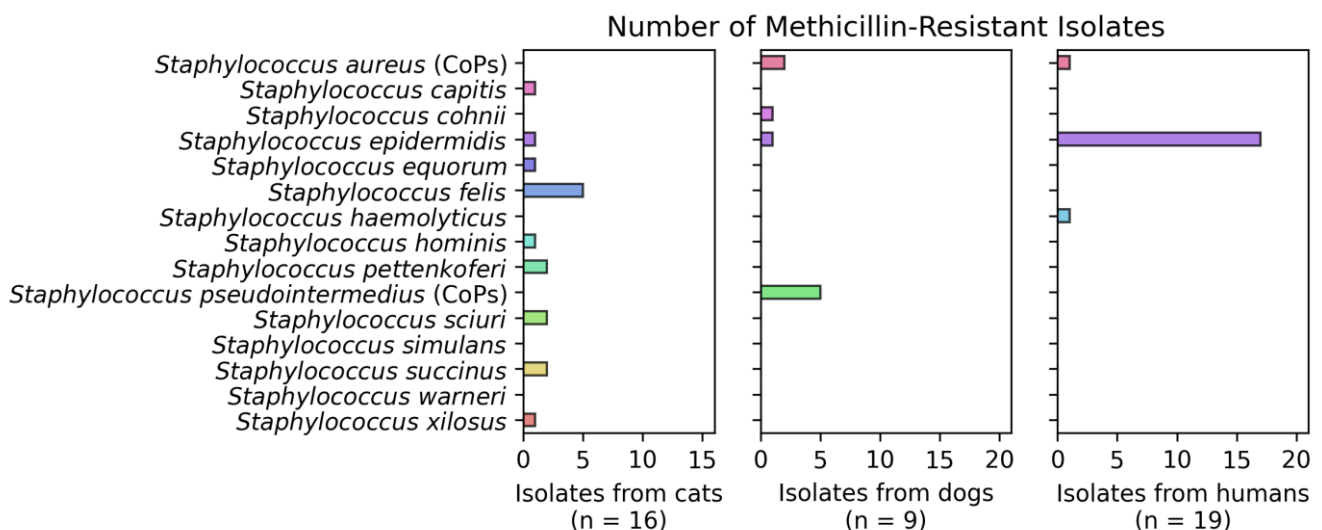 Number of Methicillin-Resistant Isolates
Staphylococcus aureus (CoPs)
Staphylococcus capitis
Staphylococcus cohnii
Staphylococcus epidermidis
Staphylococcus equorum
Staphylococcus felis
Staphylococcus haemolyticus
Staphylococcus hominis
Staphylococcus pettenkoferi
Staphylococcus pseudointermedius (CoPs)
Staphylococcus sciuri
Staphylococcus simulans
Staphylococcus succinus
Staphylococcus warneri
Staphylococcus xilosus
0 5 10 15
Isolates from cats
(n = 16)
0 5 10 15 20
Isolates from dogs
(n = 9)
0 5 10 15 20
Isolates from humans
(n = 19)